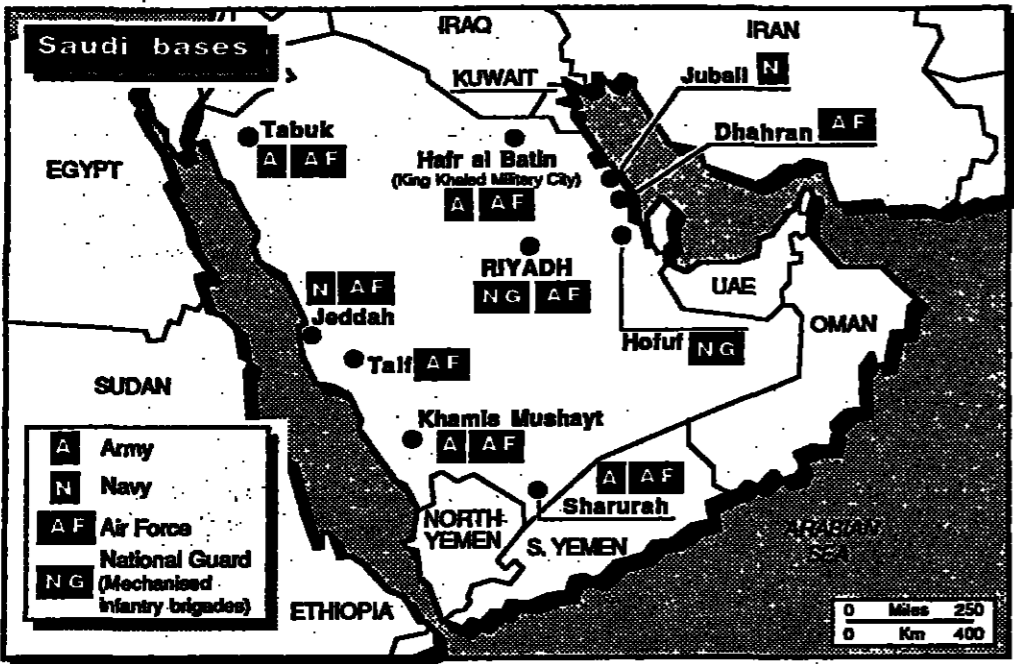 Saudi bases
IRAQ
IRAN
KUWAIT
Jubail N
Dhahran AF
Tabuk
A AF
EGYPT
Hafr al Batin
(King Khaled Military City)
A AF
RIYADH
NG AF
UAE
OMAN
N AF
Jeddah
Hofuf NG
Taif AF
SUDAN
Khamis Mushayt
A AF
A AF
Sharurah
NORTH-
YEMEN
S. YEMEN
ARABIAN
SEA
ETHIOPIA
A Army
N Navy
AF Air Force
NG National Guard
(Mechanised
infantry brigades)
0 Miles 250
0 Km 400